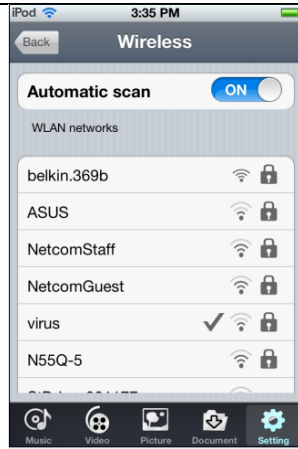 iPod 3:35 PM
Back Wireless
Automatic scan ON
WLAN networks
belkin.369b
ASUS
NetcomStaff
NetcomGuest
virus
N55Q-5
Music Video Picture Document Setting